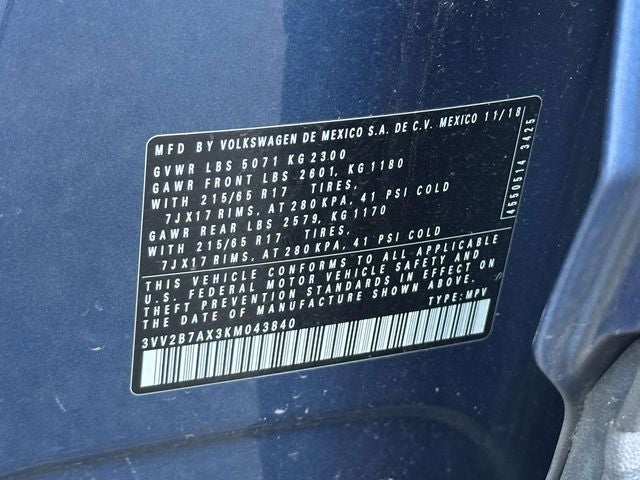 MFD BY VOLKSWAGEN DE MEXICO S.A. DE C.V. MEXICO 11/18
GVWR LBS 5071 KG 2300
GAWR FRONT LBS 2601, KG 1180
WITH 215/65 R17 TIRES,
7JX17 RIMS, AT 280 KPA, 41 PSI COLD
GAWR REAR LBS 2579, KG 1170
WITH 215/65 R17 TIRES,
7JX17 RIMS, AT 280 KPA, 41 PSI COLD
THIS VEHICLE CONFORMS TO ALL APPLICABLE
U.S. FEDERAL MOTOR VEHICLE SAFETY AND
THEFT PREVENTION STANDARDS IN EFFECT ON
THE DATE OF MANUFACTURE SHOWN ABOVE.
3VV2B7AX3KM043840 TYPE: MPV
4550514 3425